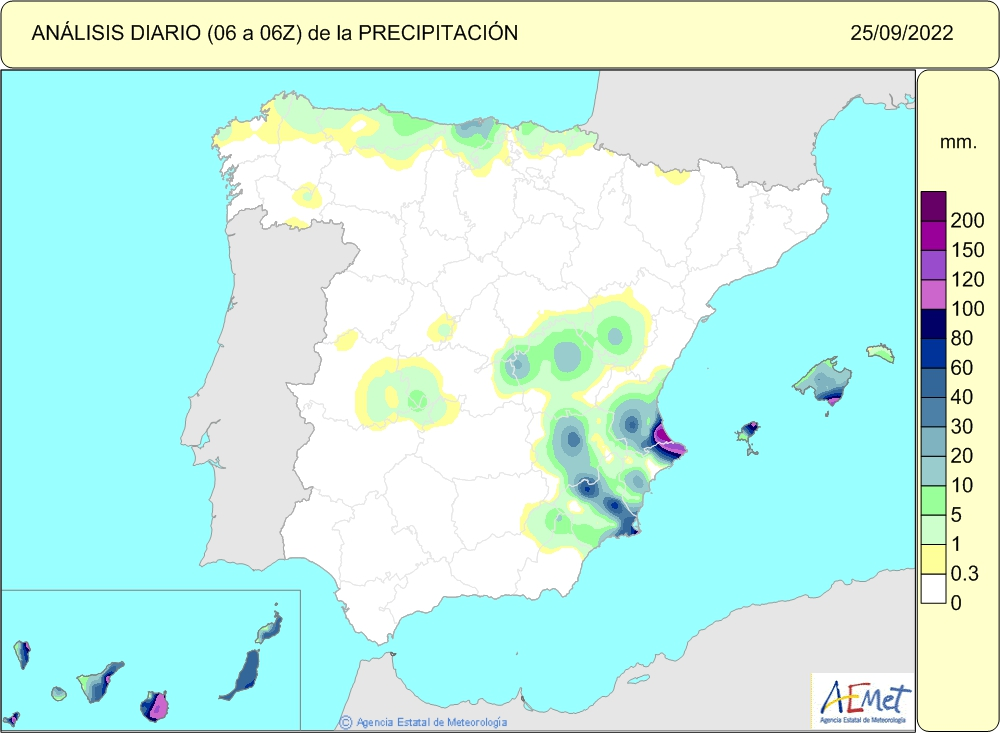 ANÁLISIS DIARIO (06 a 06Z) de la PRECIPITACIÓN 25/09/2022
mm.
200
150
120
100
80
60
40
30
20
10
5
1
0.3
0
© Agencia Estatal de Meteorología
AEMet
Agencia Estatal de Meteorología